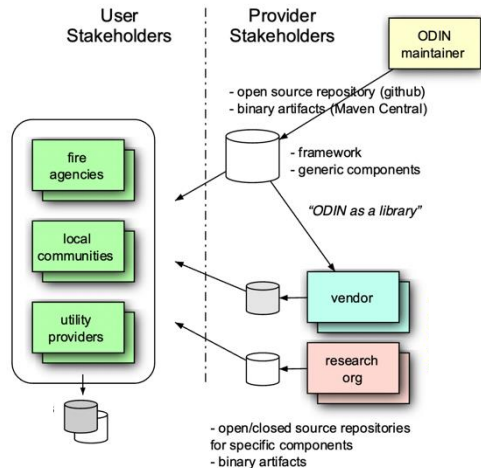 User
Stakeholders
Provider
Stakeholders
ODIN
maintainer
- open source repository (github)
- binary artifacts (Maven Central)
- framework
- generic components
"ODIN as a library"
fire
agencies
local
communities
utility
providers
vendor
research
org
- open/closed source repositories
for specific components
- binary artifacts